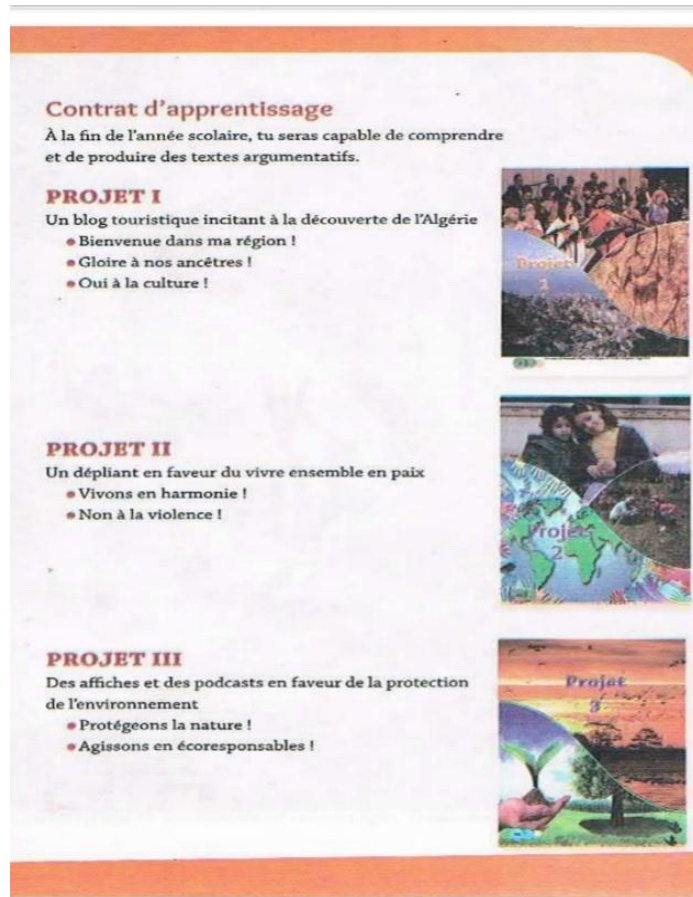 Contrat d'apprentissage
À la fin de l'année scolaire, tu seras capable de comprendre
et de produire des textes argumentatifs.
PROJET I
Un blog touristique incitant à la découverte de l'Algérie
• Bienvenue dans ma région !
• Gloire à nos ancêtres !
• Oui à la culture !
Projet
1
PROJET II
Un dépliant en faveur du vivre ensemble en paix
• Vivons en harmonie !
• Non à la violence !
Projet
2
PROJET III
Des affiches et des podcasts en faveur de la protection
de l'environnement
• Protégeons la nature !
• Agissons en écoresponsables !
Projet
3